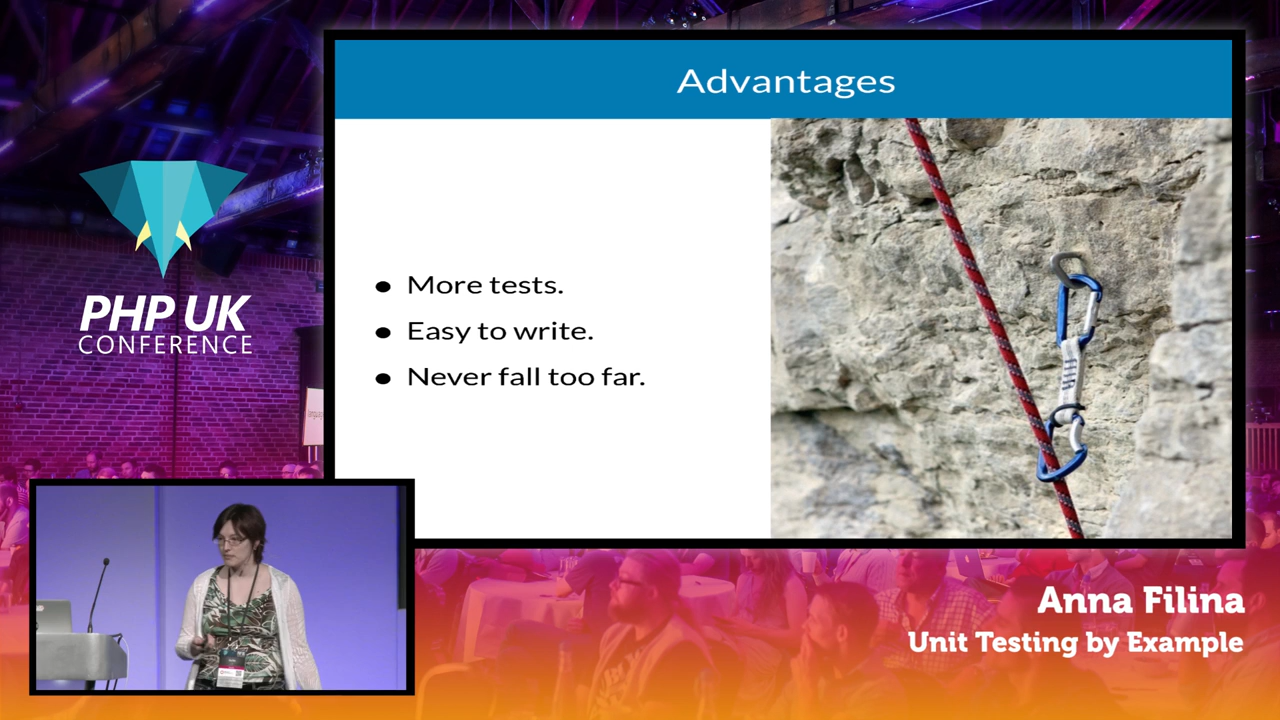 Advantages
More tests.
Easy to write.
Never fall too far.
PHP UK
CONFERENCE
Anna Filina
Unit Testing by Example